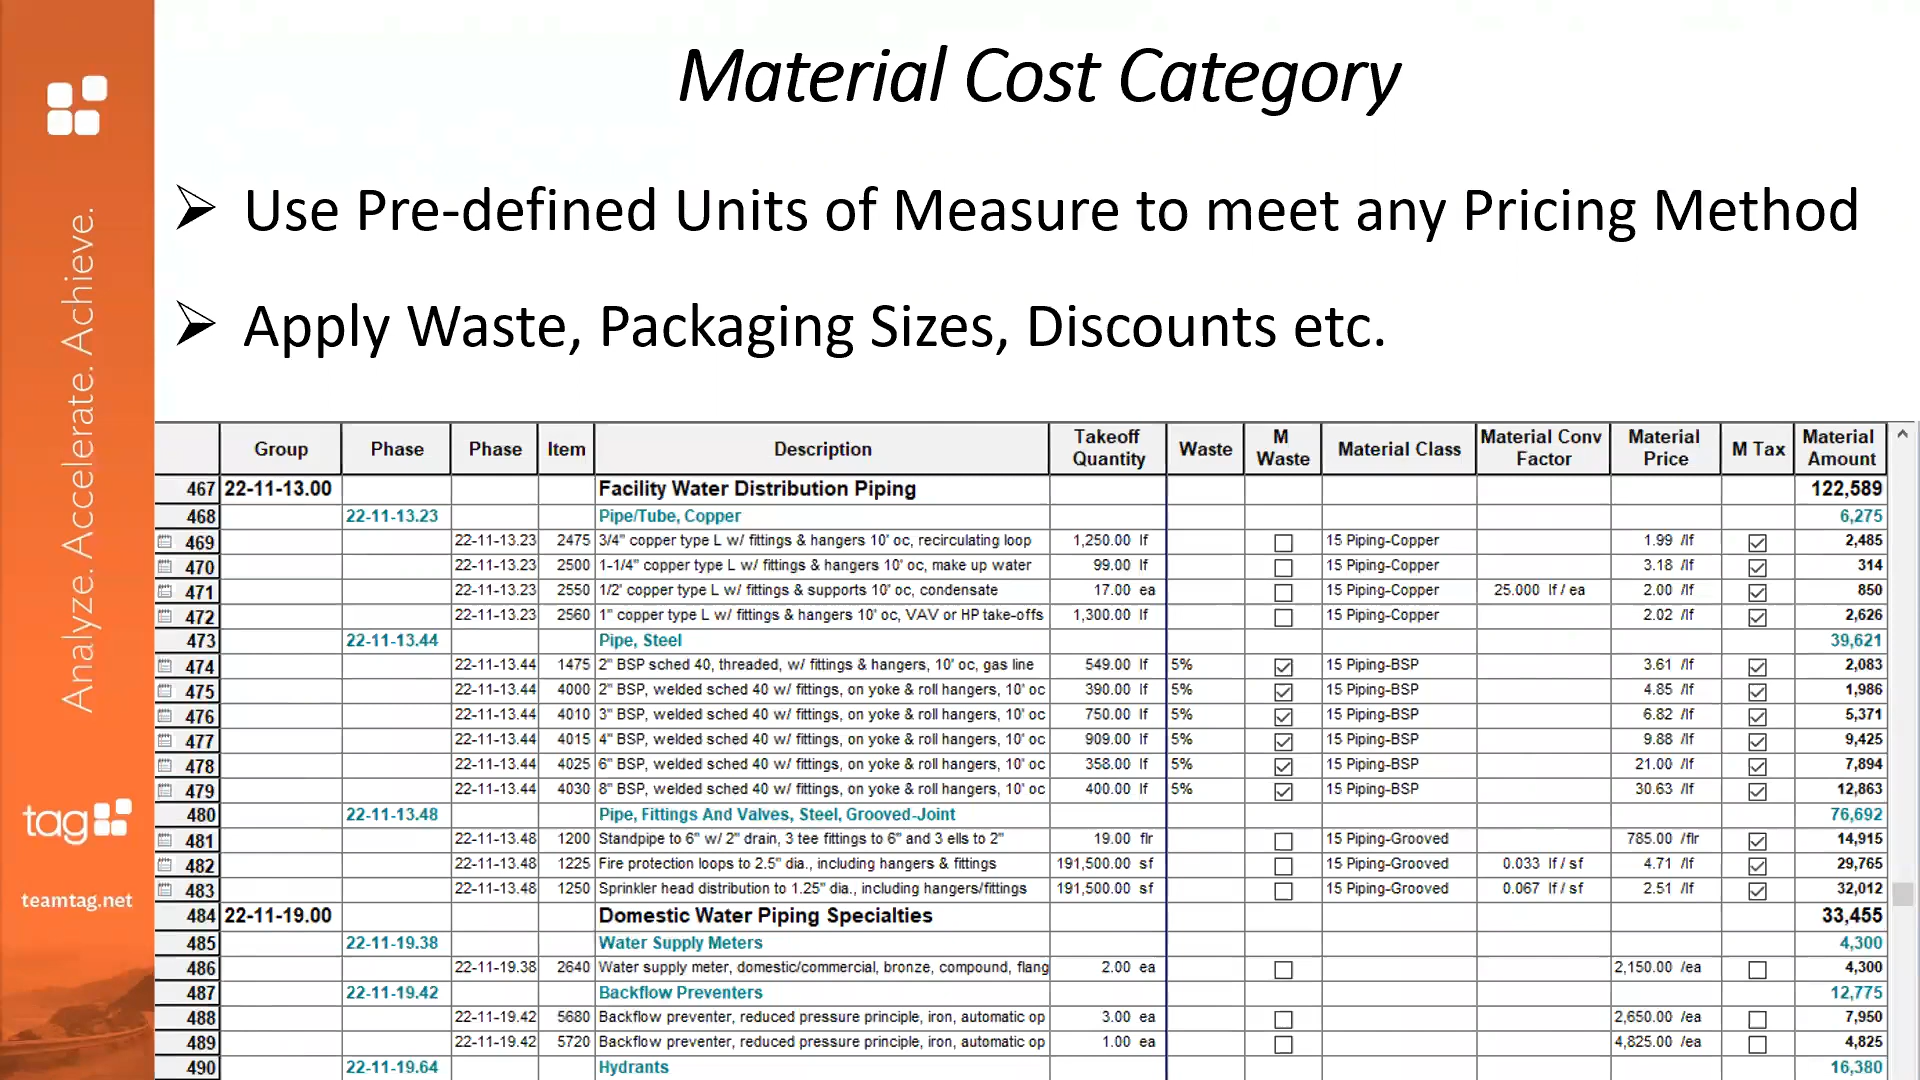 Material Cost Category
Use Pre-defined Units of Measure to meet any Pricing Method
Apply Waste, Packaging Sizes, Discounts etc.
Analyze. Accelerate. Achieve.
tag
teamtag.net
Group Phase Phase Item Description Takeoff Quantity Waste M Waste Material Class Material Conv Factor Material Price M Tax Material Amount
467 22-11-13.00 Facility Water Distribution Piping 122,589
468 22-11-13.23 Pipe/Tube, Copper 6,275
469 22-11-13.23 2475 3/4" copper type L w/ fittings & hangers 10' oc, recirculating loop 1,250.00 lf 15 Piping-Copper 1.99 /lf 2,485
470 22-11-13.23 2500 1-1/4" copper type L w/ fittings & hangers 10' oc, make up water 99.00 lf 15 Piping-Copper 3.18 /lf 314
471 22-11-13.23 2550 1/2' copper type L w/ fittings & supports 10' oc, condensate 17.00 ea 15 Piping-Copper 25.000 lf / ea 2.00 /lf 850
472 22-11-13.23 2560 1" copper type L w/ fittings & hangers 10' oc, VAV or HP take-offs 1,300.00 lf 15 Piping-Copper 2.02 /lf 2,626
473 22-11-13.44 Pipe, Steel 39,621
474 22-11-13.44 1475 2" BSP sched 40, threaded, w/ fittings & hangers, 10' oc, gas line 549.00 lf 5% 15 Piping-BSP 3.61 /lf 2,083
475 22-11-13.44 4000 2" BSP, welded sched 40 w/ fittings, on yoke & roll hangers, 10' oc 390.00 lf 5% 15 Piping-BSP 4.85 /lf 1,986
476 22-11-13.44 4010 3" BSP, welded sched 40 w/ fittings, on yoke & roll hangers, 10' oc 750.00 lf 5% 15 Piping-BSP 6.82 /lf 5,371
477 22-11-13.44 4015 4" BSP, welded sched 40 w/ fittings, on yoke & roll hangers, 10' oc 909.00 lf 5% 15 Piping-BSP 9.88 /lf 9,425
478 22-11-13.44 4025 6" BSP, welded sched 40 w/ fittings, on yoke & roll hangers, 10' oc 358.00 lf 5% 15 Piping-BSP 21.00 /lf 7,894
479 22-11-13.44 4030 8" BSP, welded sched 40 w/ fittings, on yoke & roll hangers, 10' oc 400.00 lf 5% 15 Piping-BSP 30.63 /lf 12,863
480 22-11-13.48 Pipe, Fittings And Valves, Steel, Grooved-Joint 76,692
481 22-11-13.48 1200 Standpipe to 6" w/ 2" drain, 3 tee fittings to 6" and 3 ells to 2" 19.00 flr 15 Piping-Grooved 785.00 /flr 14,915
482 22-11-13.48 1225 Fire protection loops to 2.5" dia., including hangers & fittings 191,500.00 sf 15 Piping-Grooved 0.033 lf / sf 4.71 /lf 29,765
483 22-11-13.48 1250 Sprinkler head distribution to 1.25" dia., including hangers/fittings 191,500.00 sf 15 Piping-Grooved 0.067 lf / sf 2.51 /lf 32,012
484 22-11-19.00 Domestic Water Piping Specialties 33,455
485 22-11-19.38 Water Supply Meters 4,300
486 22-11-19.38 2640 Water supply meter, domestic/commercial, bronze, compound, flang 2.00 ea 2,150.00 /ea 4,300
487 22-11-19.42 Backflow Preventers 12,775
488 22-11-19.42 5680 Backflow preventer, reduced pressure principle, iron, automatic op 3.00 ea 2,650.00 /ea 7,950
489 22-11-19.42 5720 Backflow preventer, reduced pressure principle, iron, automatic op 1.00 ea 4,825.00 /ea 4,825
490 22-11-19.64 Hydrants 16,380